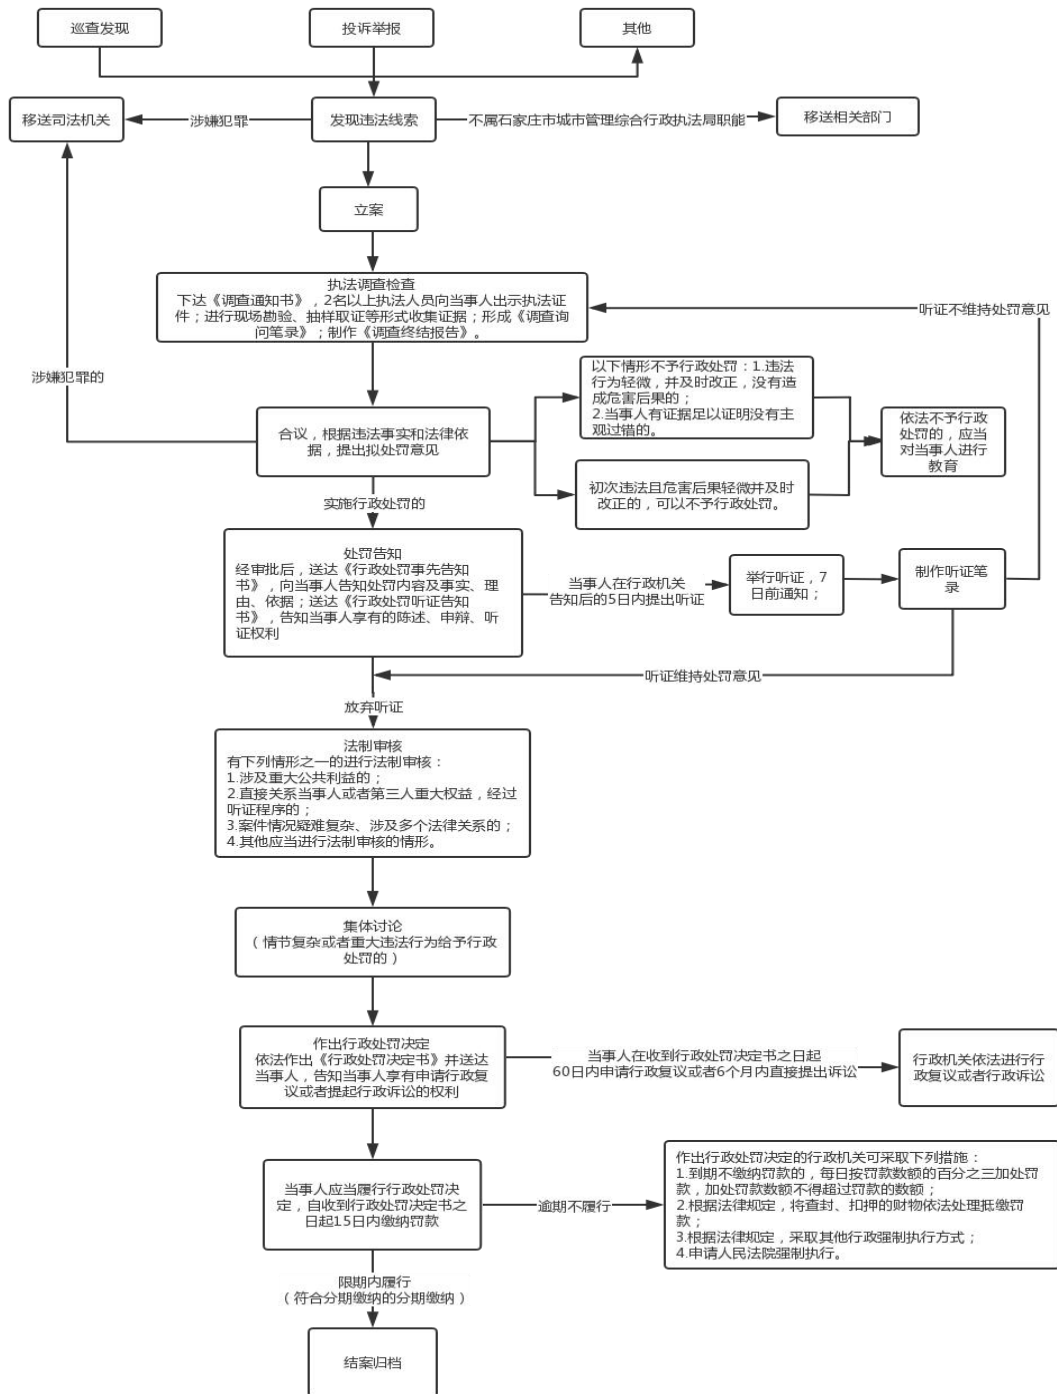 巡查发现
投诉举报
其他
移送司法机关
涉嫌犯罪
发现违法线索
不属石家庄市城市管理综合行政执法局职能
移送相关部门
立案
执法调查检查
下达《调查通知书》，2名以上执法人员向当事人出示执法证
件；进行现场勘验、抽样取证等形式收集证据；形成《调查询
问笔录》；制作《调查终结报告》。
听证不维持处罚意见
涉嫌犯罪的
合议，根据违法事实和法律依
据，提出拟处罚意见
以下情形不予行政处罚：1.违法
行为轻微，并及时改正，没有造
成危害后果的；
2.当事人有证据足以证明没有主
观过错的。
初次违法且危害后果轻微并及时
改正的，可以不予行政处罚。
依法不予行政
处罚的，应当
对当事人进行
教育
实施行政处罚的
处罚告知
经审批后，送达《行政处罚事先告知
书》，向当事人告知处罚内容及事实、理
由、依据；送达《行政处罚听证告知
书》，告知当事人享有的陈述、申辩、听
证权利
当事人在行政机关
告知后的5日内提出听证
举行听证，7
日前通知；
制作听证笔
录
听证维持处罚意见
放弃听证
法制审核
有下列情形之一的进行法制审核：
1.涉及重大公共利益的；
2.直接关系当事人或者第三人重大权益，经过
听证程序的；
3.案件情况疑难复杂、涉及多个法律关系的；
4.其他应当进行法制审核的情形。
集体讨论
（情节复杂或者重大违法行为给予行政
处罚的）
作出行政处罚决定
依法作出《行政处罚决定书》并送达
当事人，告知当事人享有申请行政复
议或者提起行政诉讼的权利
当事人在收到行政处罚决定书之日起
60日内申请行政复议或者6个月内直接提出诉讼
行政机关依法进行行
政复议或者行政诉讼
当事人应当履行行政处罚决
定，自收到行政处罚决定书之
日起15日内缴纳罚款
逾期不履行
作出行政处罚决定的行政机关可采取下列措施：
1.到期不缴纳罚款的，每日按罚款数额的百分之三加处罚
款，加处罚款数额不得超过罚款的数额；
2.根据法律规定，将查封、扣押的财物依法处理抵缴罚
款；
3.根据法律规定，采取其他行政强制执行方式；
4.申请人民法院强制执行。
限期内履行
（符合分期缴纳的分期缴纳）
结案归档